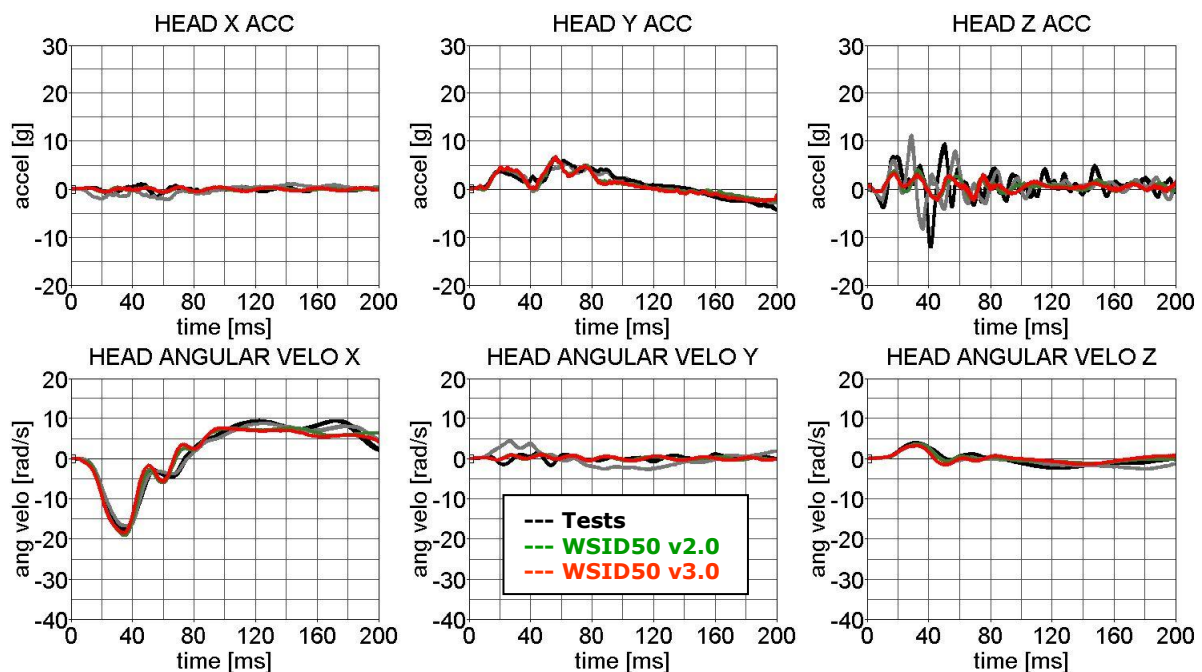 HEAD X ACC
accel [g]
30
20
10
0
-10
-20
0 40 80 120 160 200
time [ms]
HEAD Y ACC
accel [g]
30
20
10
0
-10
-20
0 40 80 120 160 200
time [ms]
HEAD Z ACC
accel [g]
30
20
10
0
-10
-20
0 40 80 120 160 200
time [ms]
HEAD ANGULAR VELO X
ang velo [rad/s]
20
10
0
-10
-20
-30
-40
0 40 80 120 160 200
time [ms]
HEAD ANGULAR VELO Y
ang velo [rad/s]
20
10
0
-10
-20
-30
-40
0 40 80 120 160 200
time [ms]
--- Tests
--- WSID50 v2.0
--- WSID50 v3.0
HEAD ANGULAR VELO Z
ang velo [rad/s]
20
10
0
-10
-20
-30
-40
0 40 80 120 160 200
time [ms]